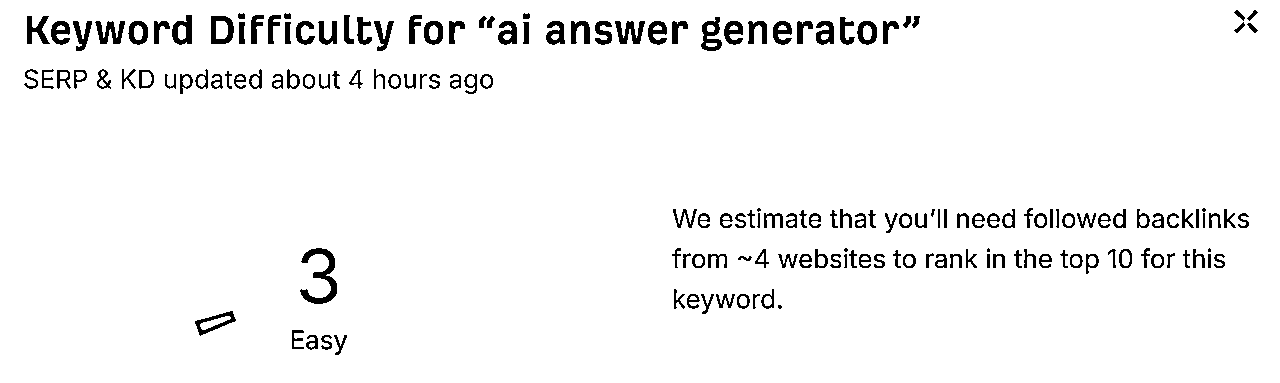 Keyword Difficulty for “ai answer generator”
SERP & KD updated about 4 hours ago
We estimate that you’ll need followed backlinks
from ~4 websites to rank in the top 10 for this
keyword.
3
Easy